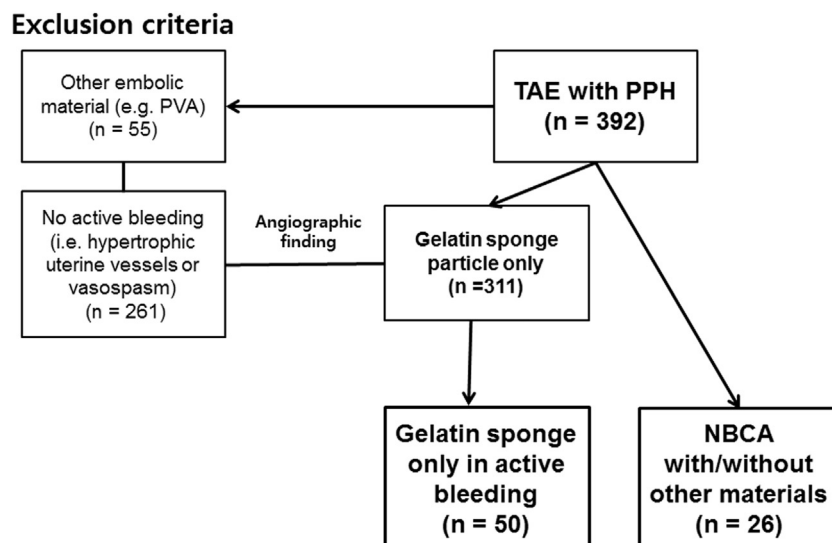 Exclusion criteria
Other embolic
material (e.g. PVA)
(n = 55)
TAE with PPH
(n = 392)
No active bleeding
(i.e. hypertrophic
uterine vessels or
vasospasm)
(n = 261)
Angiographic
finding
Gelatin sponge
particle only
(n =311)
Gelatin sponge
only in active
bleeding
(n = 50)
NBCA
with/without
other materials
(n = 26)